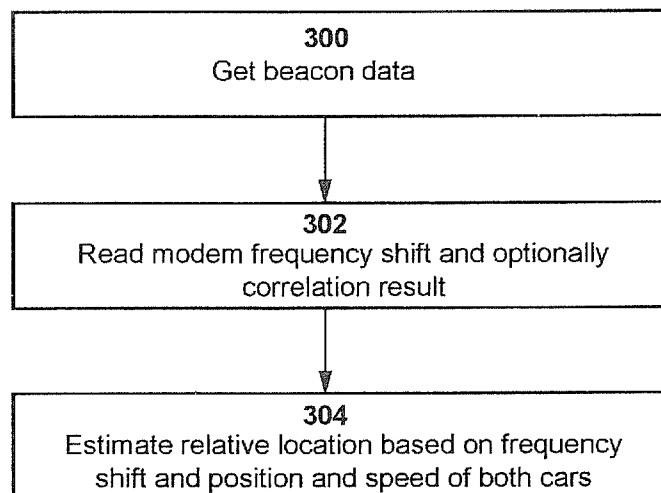 300
Get beacon data
302
Read modem frequency shift and optionally
correlation result
304
Estimate relative location based on frequency
shift and position and speed of both cars